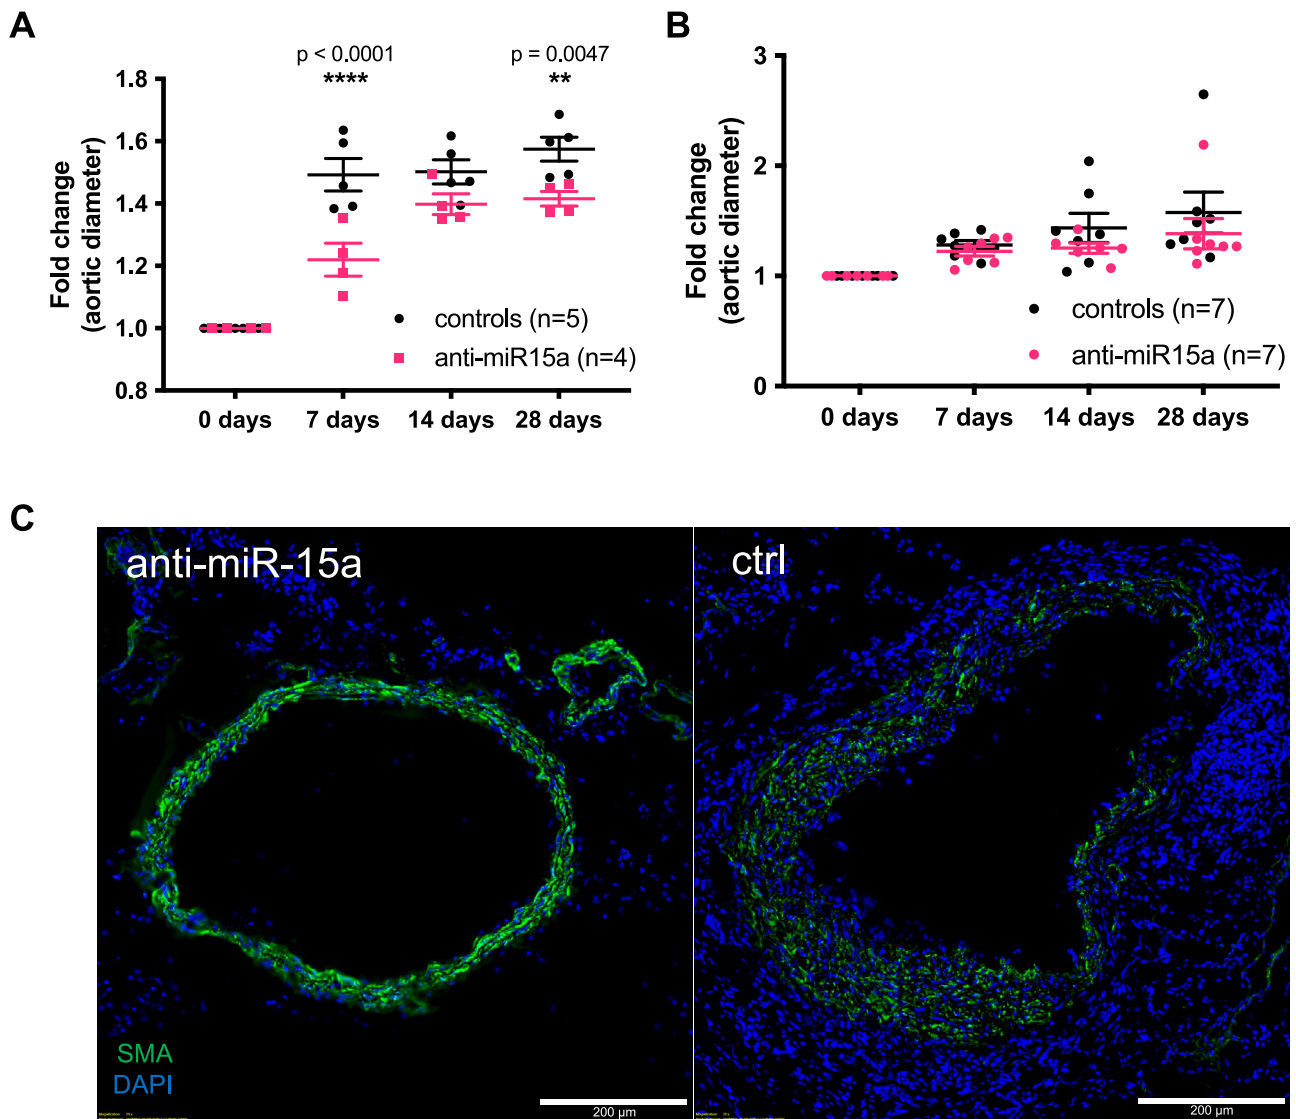 A
p < 0.0001
****
p = 0.0047
**
Fold change
(aortic diameter)
1.8
1.6
1.4
1.2
1.0
0.8
controls (n=5)
anti-miR15a (n=4)
0 days
7 days
14 days
28 days
B
Fold change
(aortic diameter)
3
2
1
0
controls (n=7)
anti-miR15a (n=7)
0 days
7 days
14 days
28 days
C
anti-miR-15a
ctrl
SMA
DAPI
200 µm
200 µm